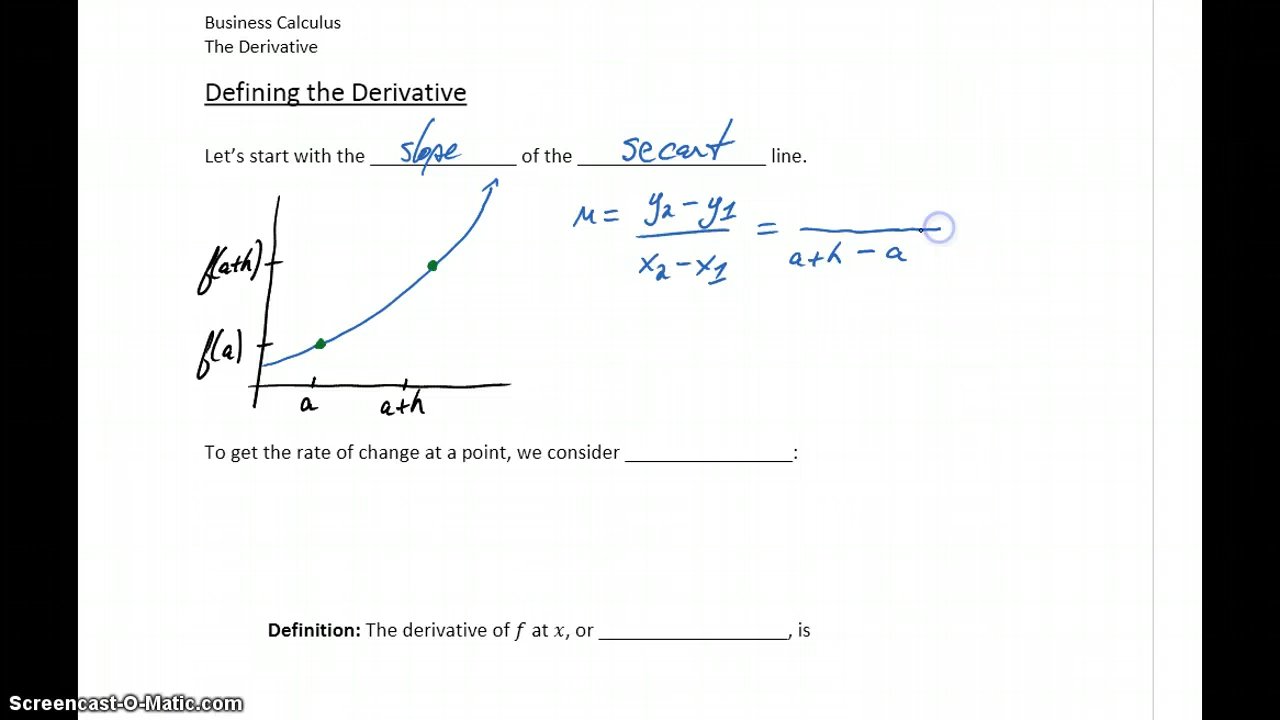 Business Calculus
The Derivative
Defining the Derivative
Let's start with the slope of the secant line.
m = y₂ - y₁ / x₂ - x₁ = / a+h - a
f(a+h)
f(a)
a a+h
To get the rate of change at a point, we consider _______________:
Definition: The derivative of f at x, or _________________, is
Screencast-O-Matic.com